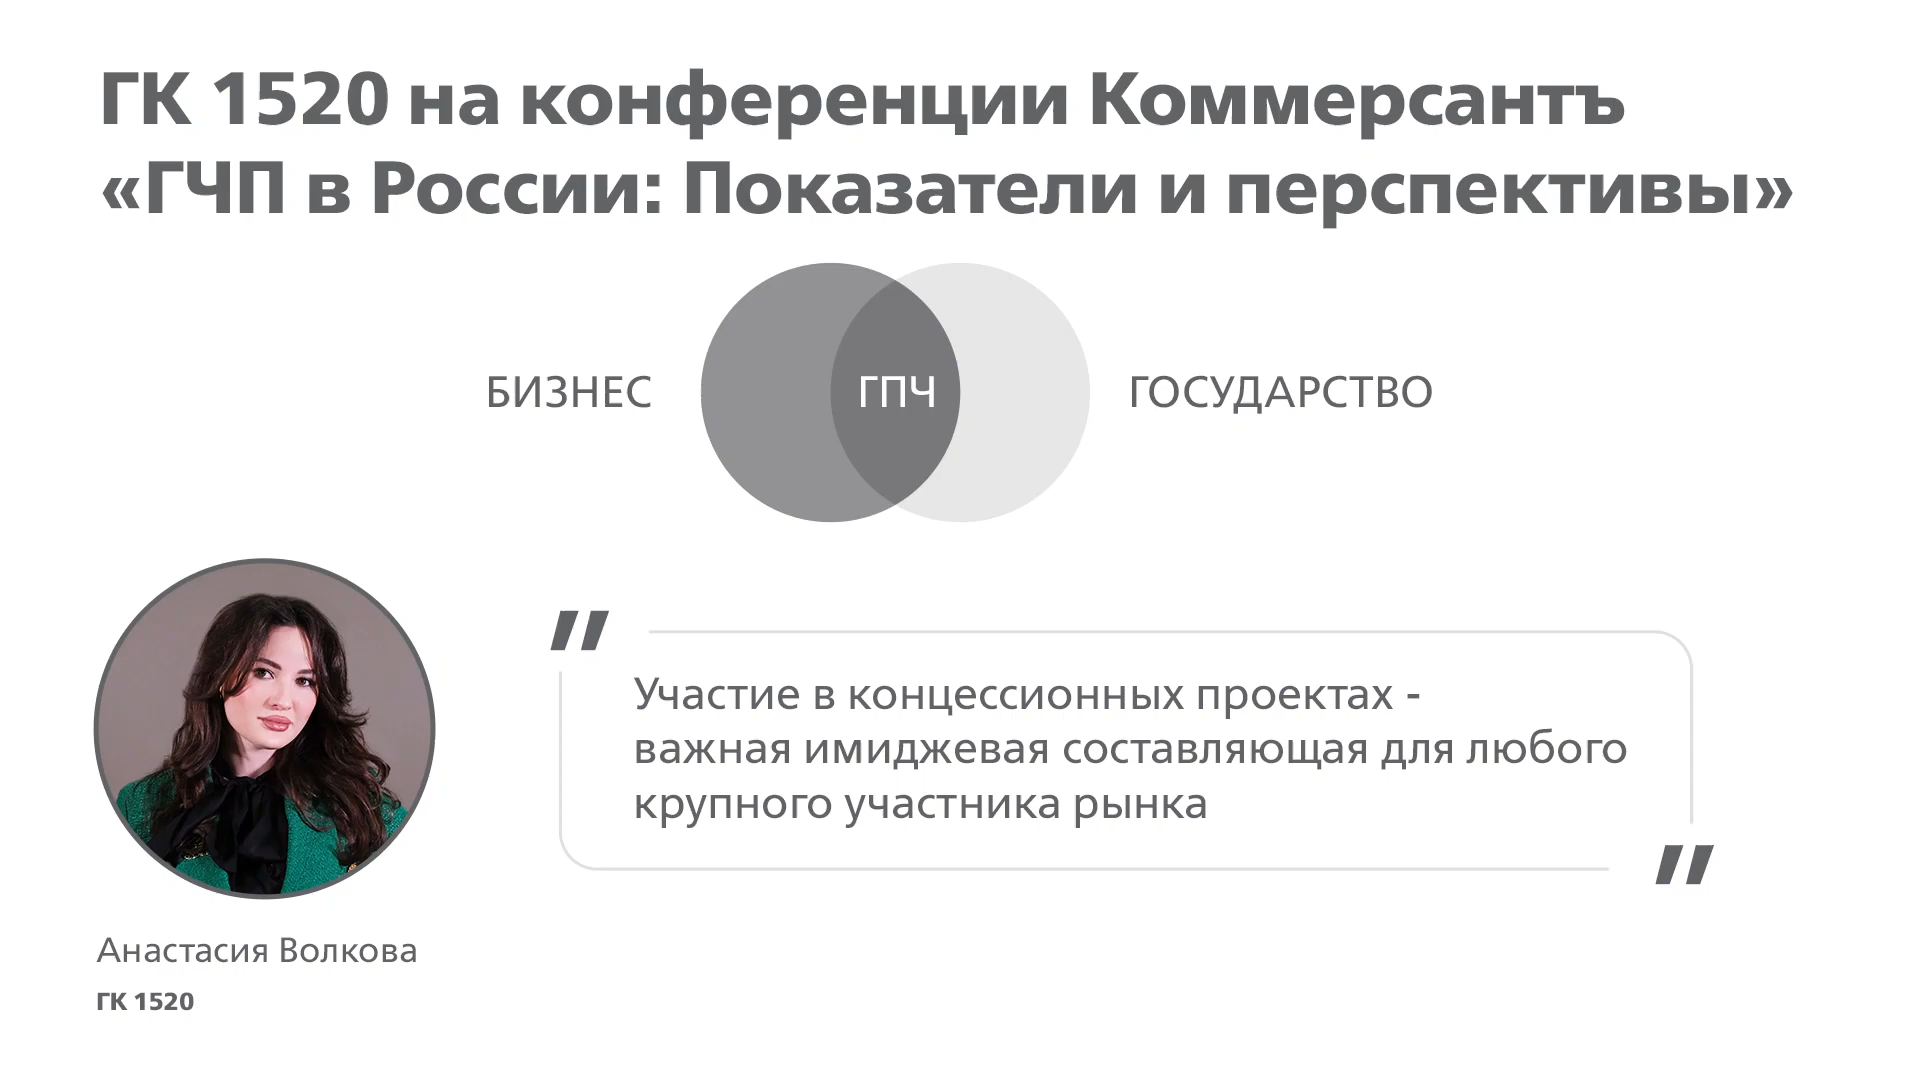 ГК 1520 на конференции Коммерсантъ
«ГЧП в России: Показатели и перспективы»
БИЗНЕС
ГПЧ
ГОСУДАРСТВО
"
Участие в концессионных проектах -
важная имиджевая составляющая для любого
крупного участника рынка
"
Анастасия Волкова
ГК 1520